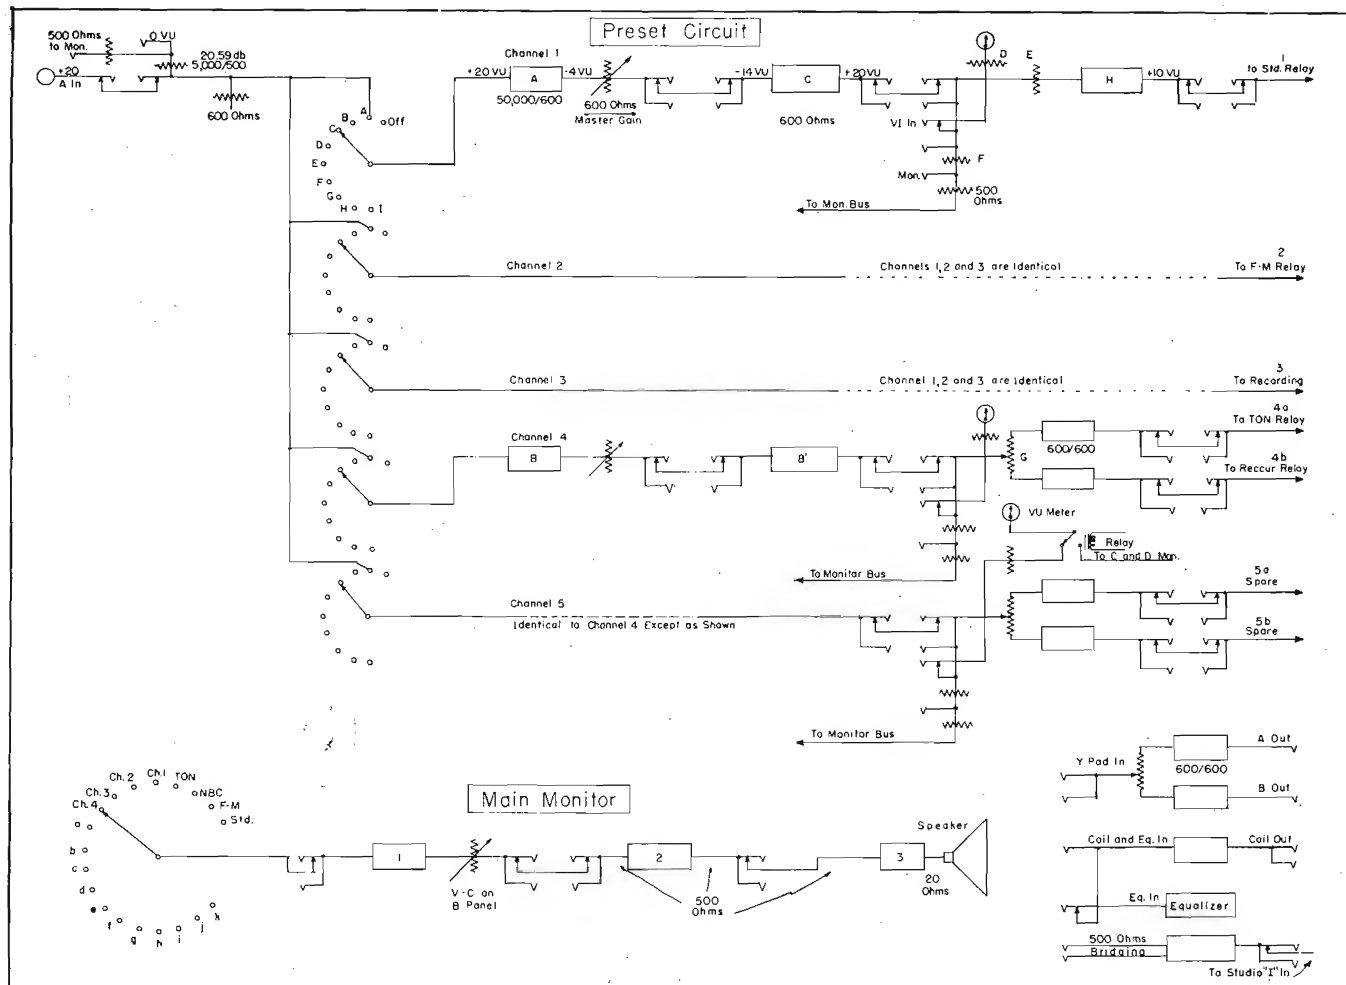 Preset Circuit
500 Ohms
to Mon.
0 VU
20.59 db
5,000/500
+20
A In
600 Ohms
A
B
C
D
E
F
G
H
I
Off
Channel 1
+20 VU
A
-4 VU
50,000/600
600 Ohms
Master Gain
-14 VU
C
+20 VU
600 Ohms
D
E
VI In
F
Mon.
500
Ohms
To Mon. Bus
H
+10 VU
1
to Std. Relay
Channel 2
Channels 1, 2 and 3 are Identical
2
To F-M Relay
Channel 3
Channel 1, 2 and 3 are Identical
3
To Recording
Channel 4
B
B'
G
600/600
4a
To TON Relay
4b
To Reccur Relay
VU Meter
Relay
To C and D Mon.
To Monitor Bus
Channel 5
Identical to Channel 4 Except as Shown
5a
Spare
5b
Spare
To Monitor Bus
Main Monitor
Ch. 4
Ch. 3
Ch. 2
Ch. 1
TON
NBC
F-M
Std.
b
c
d
e
f
g
h
i
j
k
1
V-C on
B Panel
2
500
Ohms
3
20
Ohms
Speaker
Y Pad In
600/600
A Out
B Out
Coil and Eq. In
Coil Out
Eq. In
Equalizer
500 Ohms
Bridging
To Studio "I" In